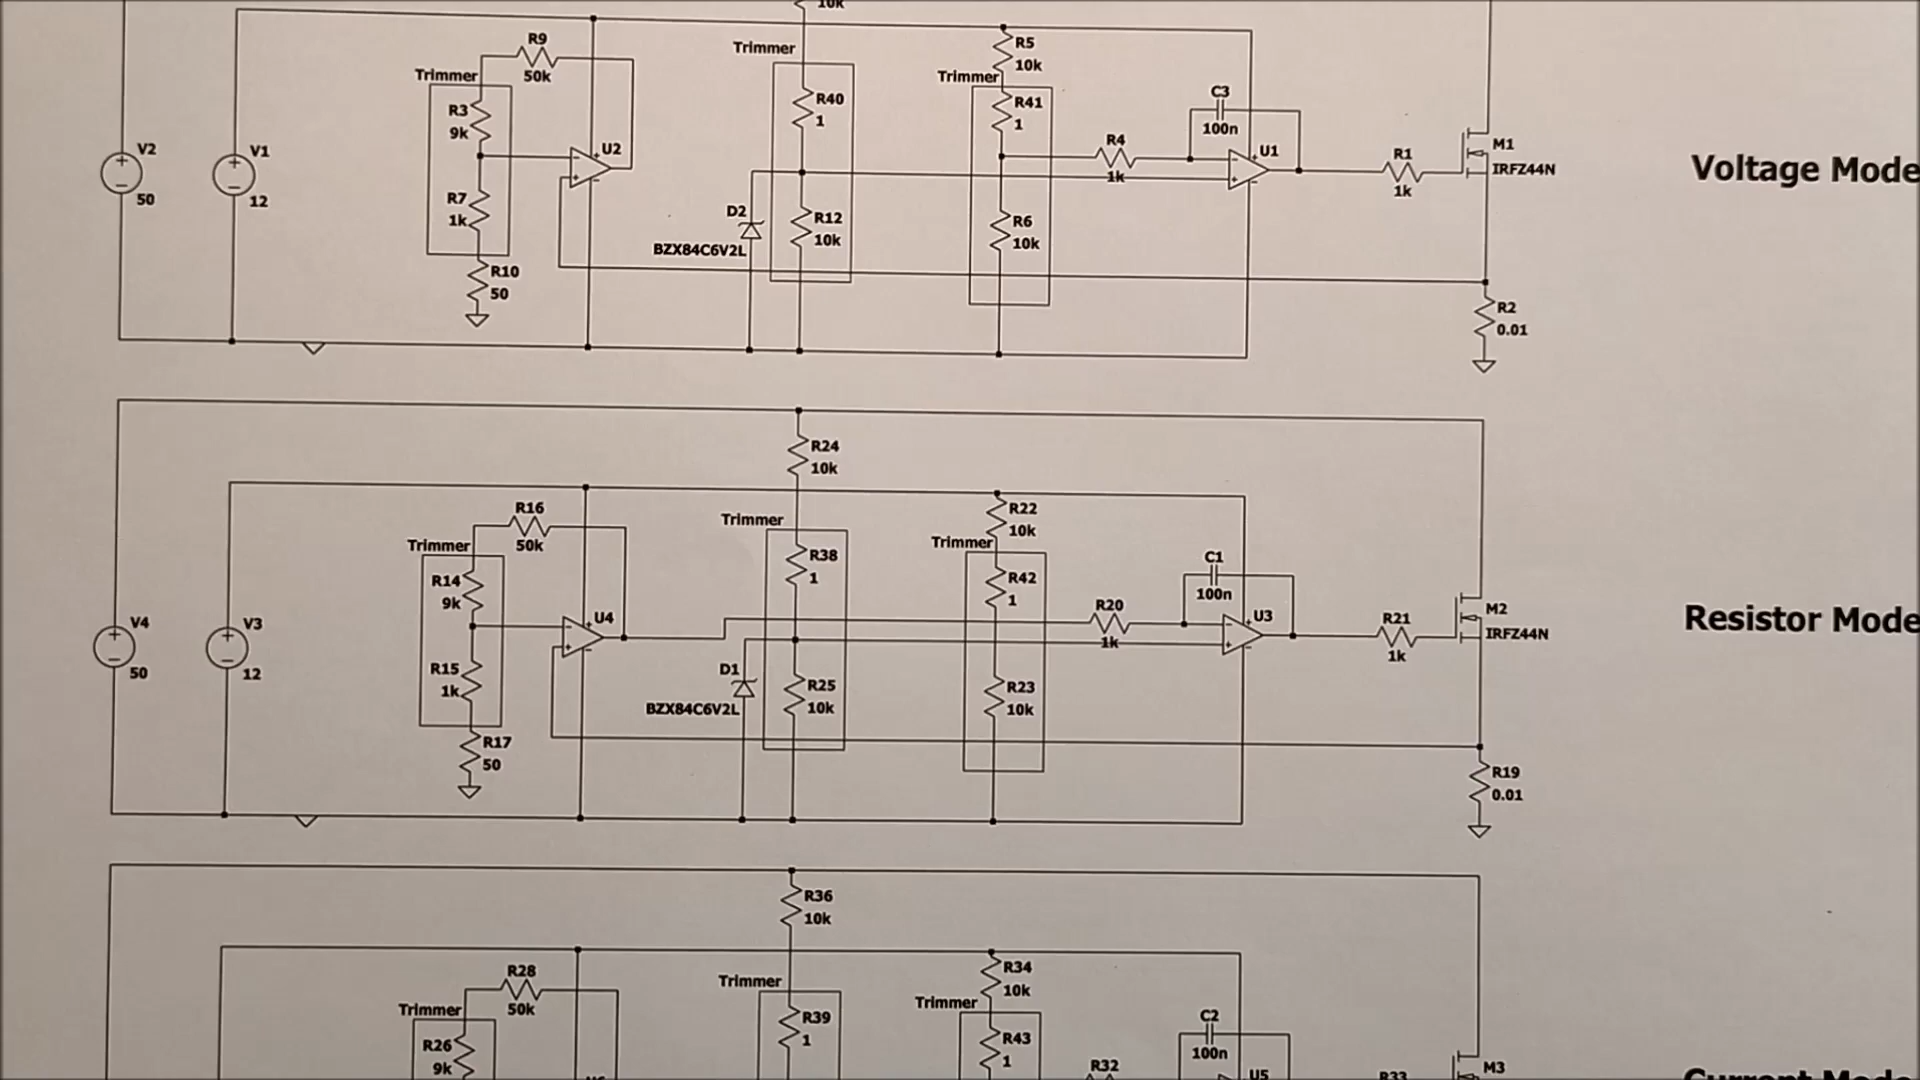 10k
Trimmer
R9
50k
Trimmer
R3
9k
R7
1k
R10
50
V2
50
V1
12
U2
R40
1
D2
BZX84C6V2L
R12
10k
R5
10k
Trimmer
R41
1
R6
10k
R4
1k
C3
100n
U1
R1
1k
M1
IRFZ44N
R2
0.01
Voltage Mode
R24
10k
Trimmer
R16
50k
Trimmer
R14
9k
R15
1k
R17
50
V4
50
V3
12
U4
R38
1
D1
BZX84C6V2L
R25
10k
R22
10k
Trimmer
R42
1
R23
10k
R20
1k
C1
100n
U3
R21
1k
M2
IRFZ44N
R19
0.01
Resistor Mode
R36
10k
Trimmer
R28
50k
Trimmer
R26
9k
R39
1
R34
10k
Trimmer
R43
1
R32
C2
100n
U5
R33
M3
Current Mode